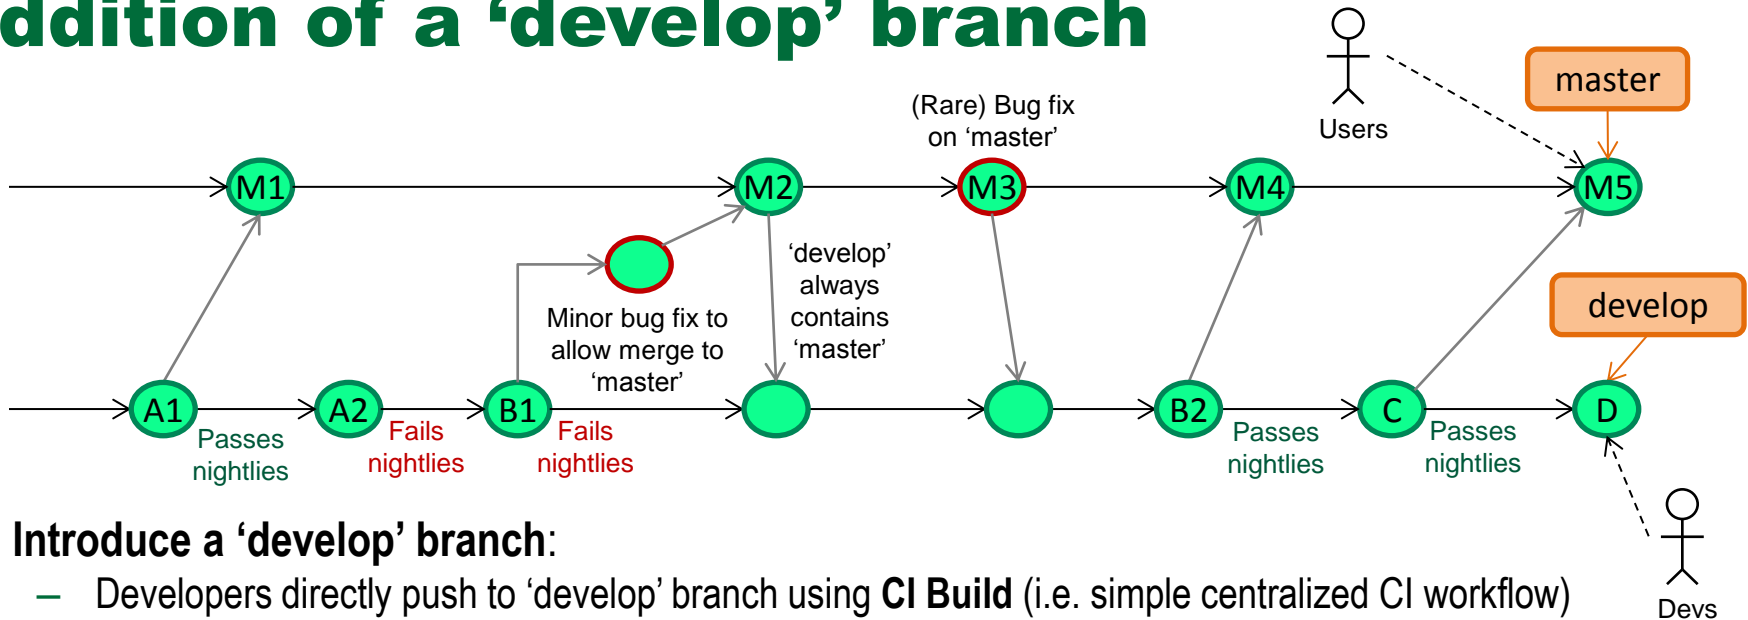 ddition of a ‘develop’ branch
(Rare) Bug fix
on ‘master’
Users
master
M1
M2
M3
M4
M5
‘develop’
always
contains
‘master’
Minor bug fix to
allow merge to
‘master’
develop
A1
A2
B1
B2
C
D
Passes
nightlies
Fails
nightlies
Fails
nightlies
Passes
nightlies
Passes
nightlies
Introduce a ‘develop’ branch:
– Developers directly push to ‘develop’ branch using CI Build (i.e. simple centralized CI workflow)
Devs